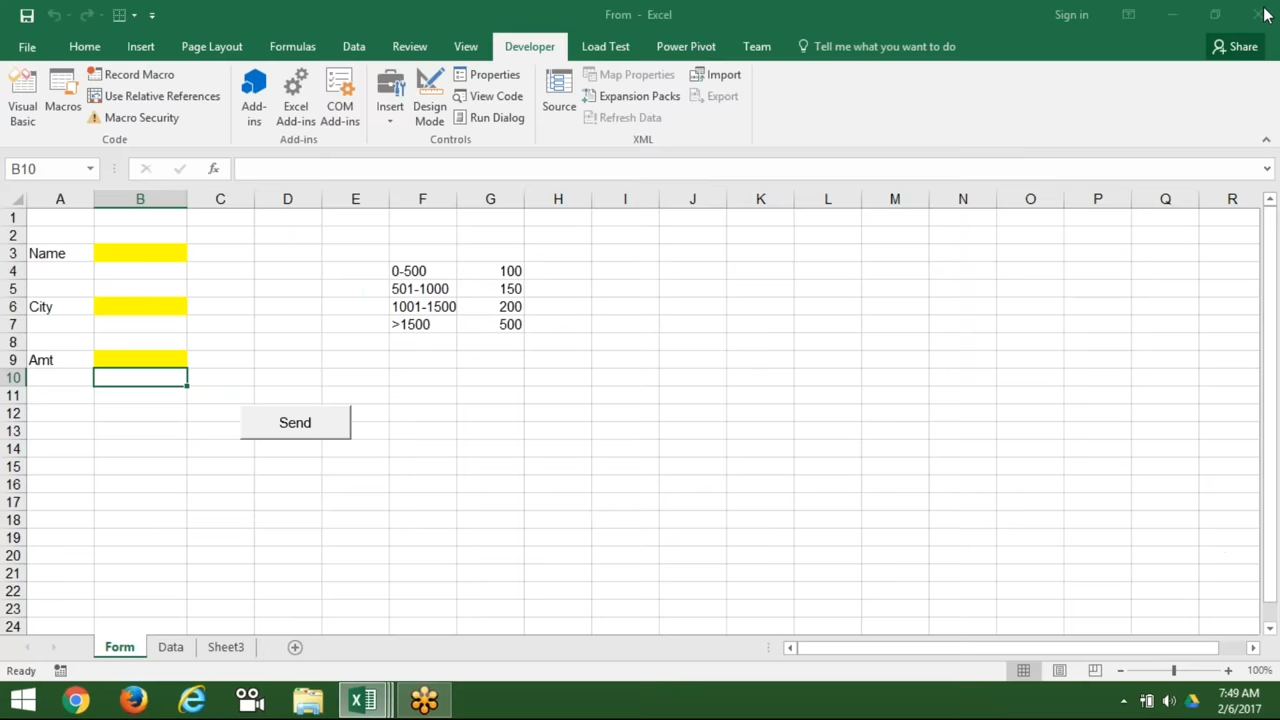 From - Excel
Sign in
File Home Insert Page Layout Formulas Data Review View Developer Load Test Power Pivot Team Tell me what you want to do Share
Visual Basic
Macros
Record Macro
Use Relative References
Macro Security
Code
Add-ins
Excel Add-ins
COM Add-ins
Add-ins
Insert
Design Mode
Properties
View Code
Run Dialog
Controls
Source
Map Properties
Expansion Packs
Refresh Data
Import
Export
XML
B10
fx
A B C D E F G H I J K L M N O P Q R
1
2
3 Name
4 0-500 100
5 501-1000 150
6 City 1001-1500 200
7 >1500 500
8
9 Amt
10
11
12
13
Send
14
15
16
17
18
19
20
21
22
23
24
Form Data Sheet3
Ready
100%
7:49 AM
2/6/2017